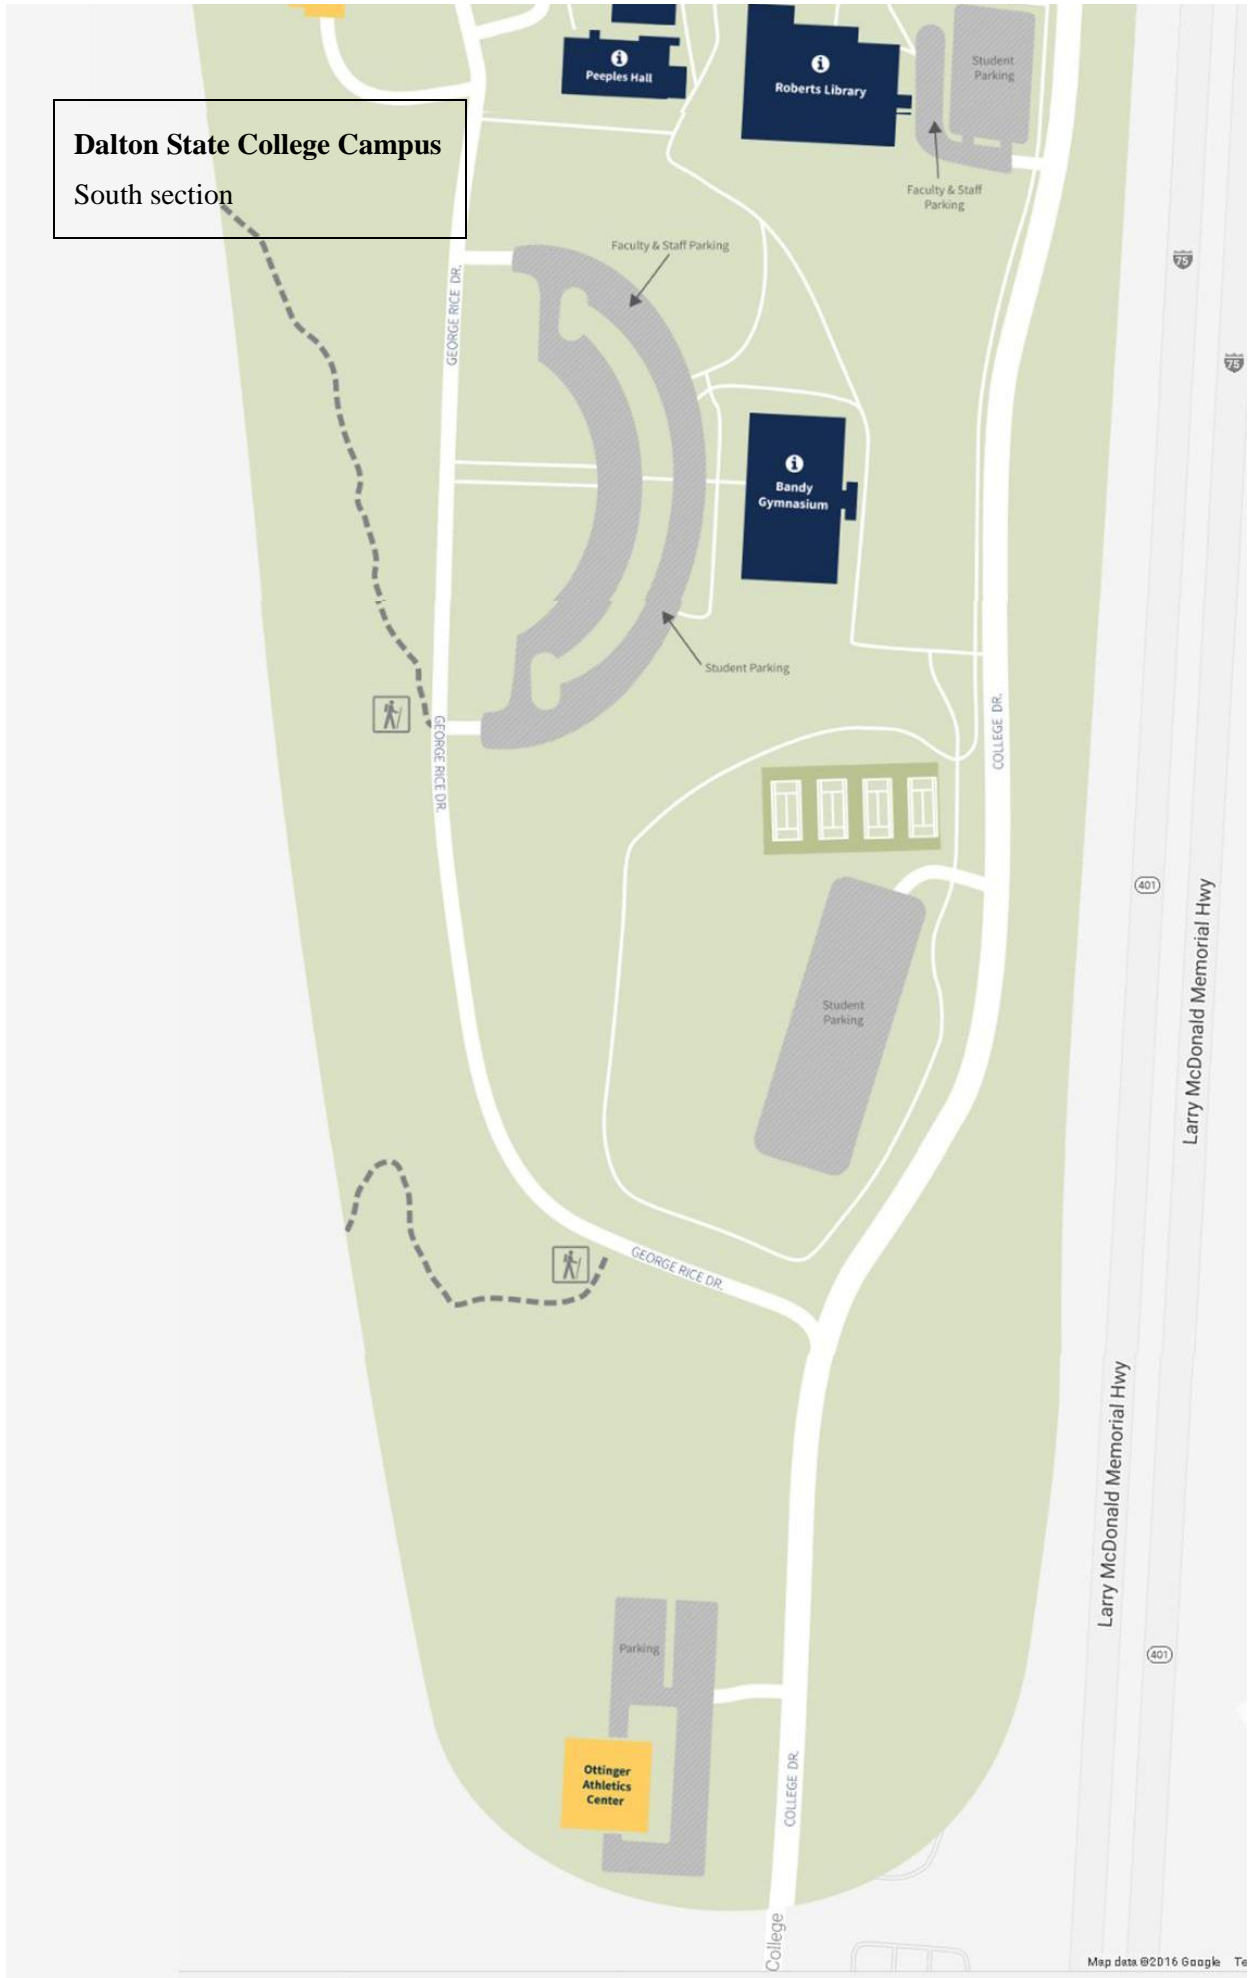 Peeples Hall
Roberts Library
Student
Parking
Dalton State College Campus
South section
Faculty & Staff
Parking
Faculty & Staff Parking
75
GEORGE RICE DR.
75
Bandy
Gymnasium
Student Parking
COLLEGE DR.
GEORGE RICE DR.
401
Larry McDonald Memorial Hwy
Student
Parking
GEORGE RICE DR.
Larry McDonald Memorial Hwy
Parking
401
Ottinger
Athletics
Center
COLLEGE DR.
College
Map data ©2016 Google Te